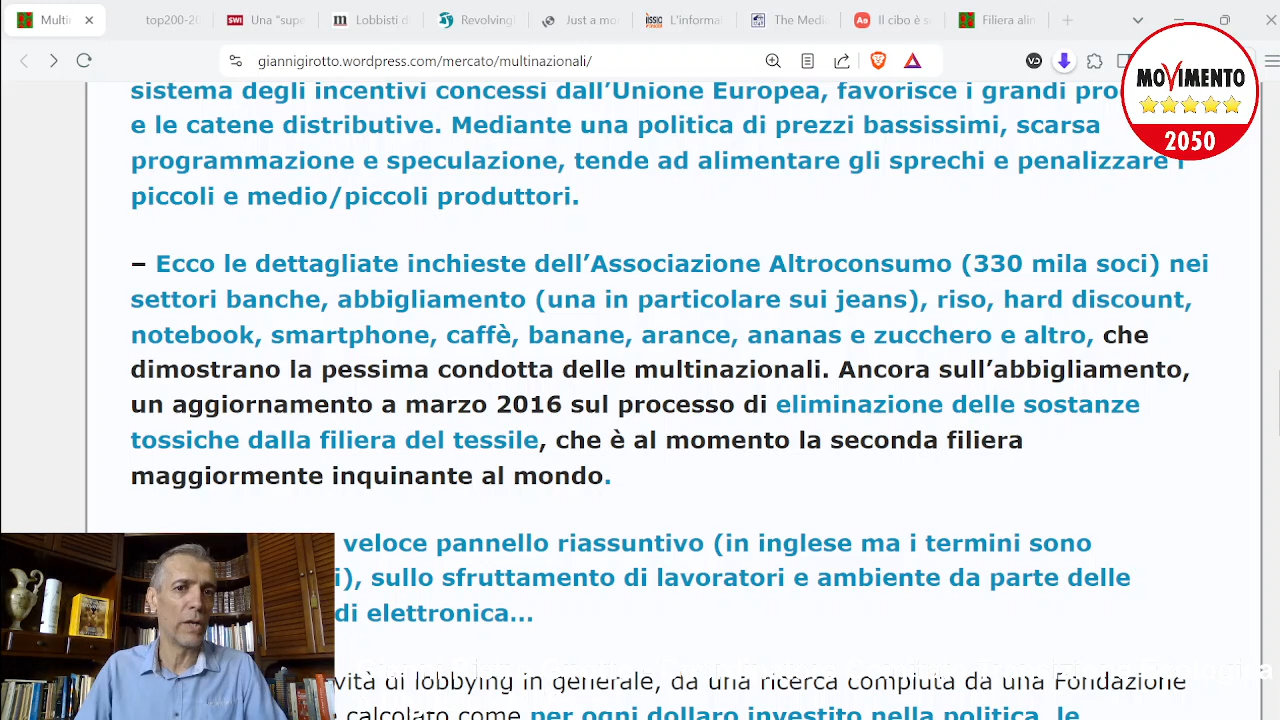 Multin
top200-20
SWI Una "supe
m Lobbisti d
Revolving
Just a mo
L'informat
The Media
Ae Il cibo è s
Filiera alin
giannigirotto.wordpress.com/mercato/multinazionali/
VD
MOVIMENTO
2050
sistema degli incentivi concessi dall'Unione Europea, favorisce i grandi
e le catene distributive. Mediante una politica di prezzi bassissimi, scarsa
programmazione e speculazione, tende ad alimentare gli sprechi e penalizzare i
piccoli e medio/piccoli produttori.
– Ecco le dettagliate inchieste dell'Associazione Altroconsumo (330 mila soci) nei
settori banche, abbigliamento (una in particolare sui jeans), riso, hard discount,
notebook, smartphone, caffè, banane, arance, ananas e zucchero e altro, che
dimostrano la pessima condotta delle multinazionali. Ancora sull'abbigliamento,
un aggiornamento a marzo 2016 sul processo di eliminazione delle sostanze
tossiche dalla filiera del tessile, che è al momento la seconda filiera
maggiormente inquinante al mondo.
veloce pannello riassuntivo (in inglese ma i termini sono
i), sullo sfruttamento di lavoratori e ambiente da parte delle
di elettronica...
vità di lobbying in generale, da una ricerca compiuta da una Fondazione
e calcolato come per ogni dollaro investito nella politica, le